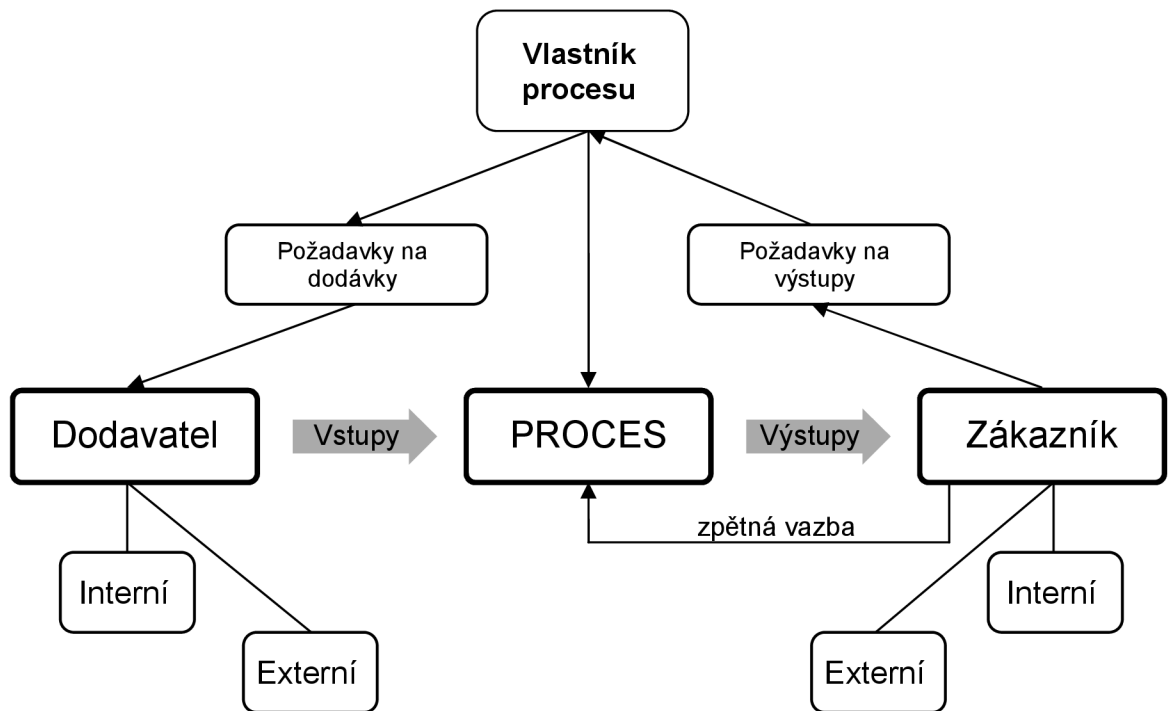 Vlastník
procesu
Požadavky na
dodávky
Požadavky na
výstupy
Dodavatel
Vstupy
PROCES
Výstupy
Zákazník
zpětná vazba
Interní
Interní
Externí
Externí